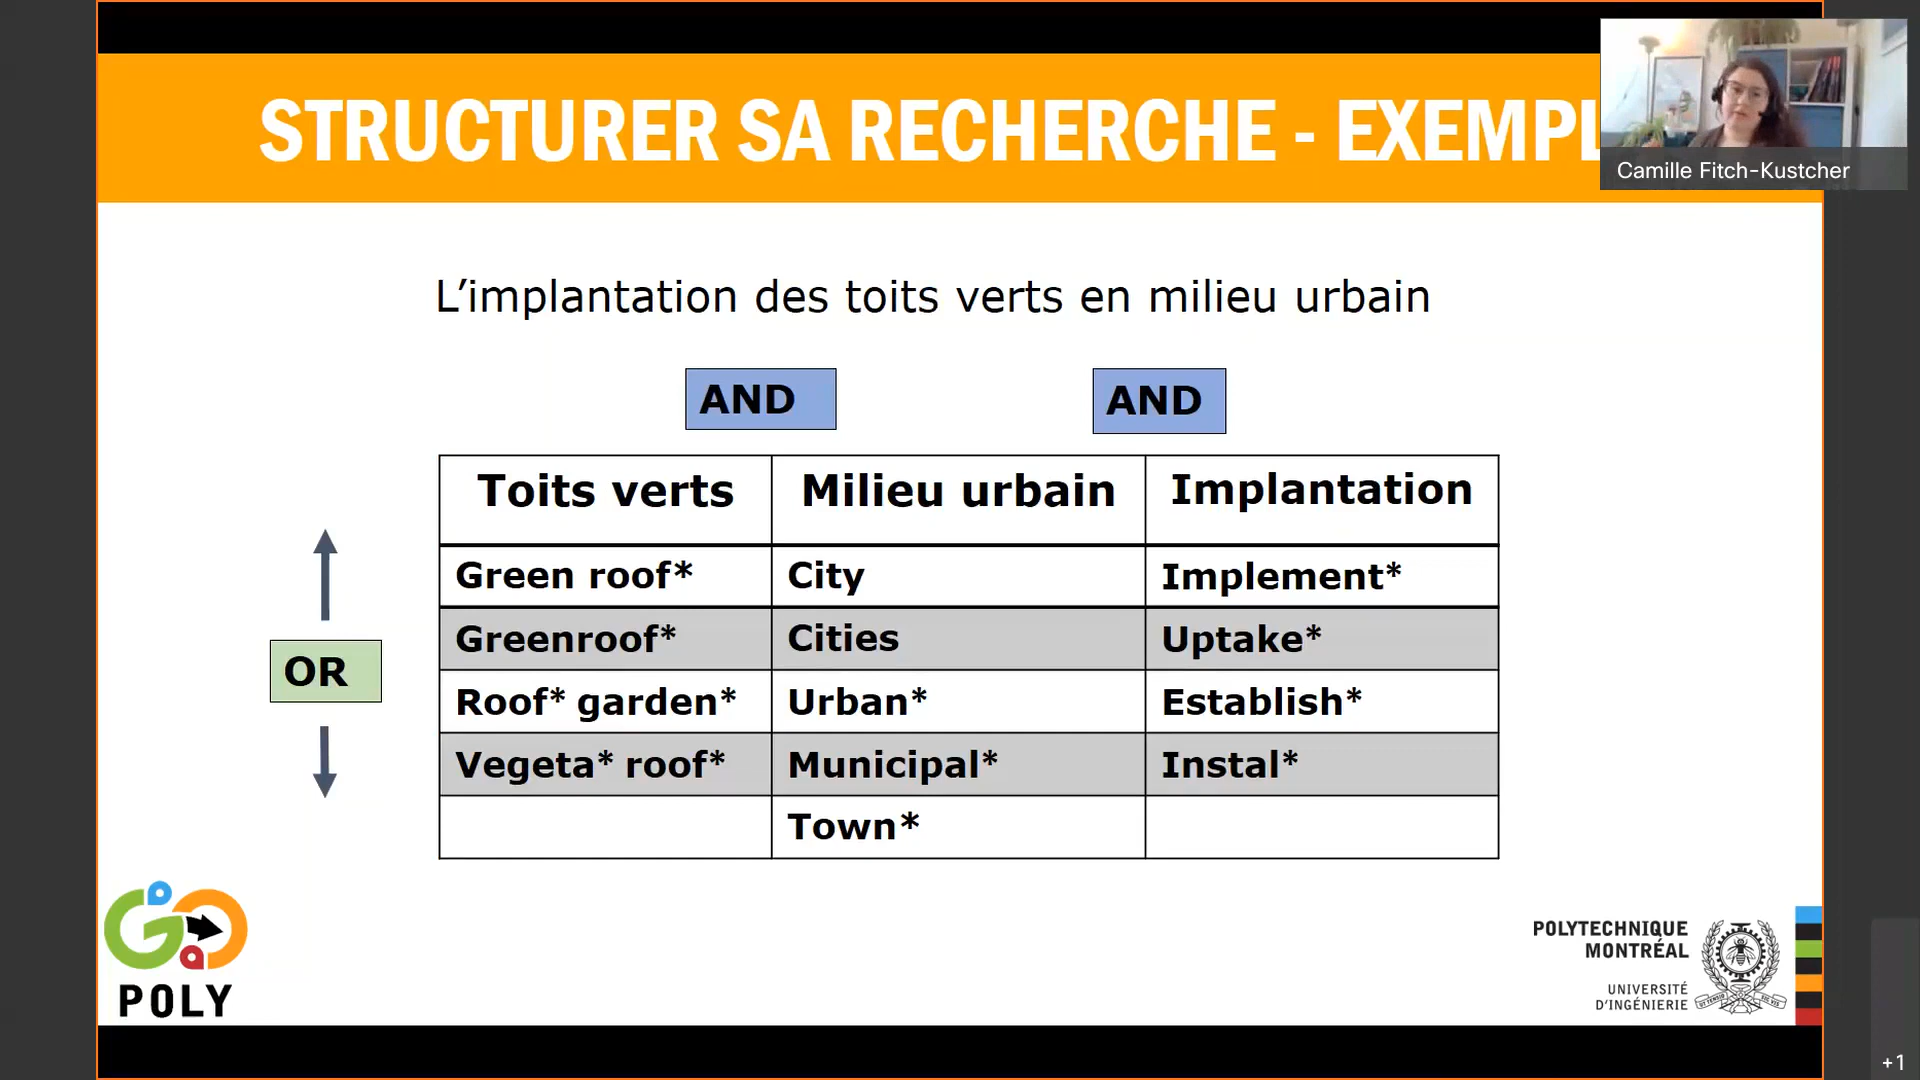 STRUCTURER SA RECHERCHE - EXEMPL
Camille Fitch-Kustcher
L'implantation des toits verts en milieu urbain
AND
AND
Toits verts
Milieu urbain
Implantation
Green roof*
City
Implement*
Greenroof*
Cities
Uptake*
OR
Roof* garden*
Urban*
Establish*
Vegeta* roof*
Municipal*
Instal*
Town*
POLY
POLYTECHNIQUE
MONTRÉAL
UNIVERSITÉ
D'INGÉNIERIE
+1